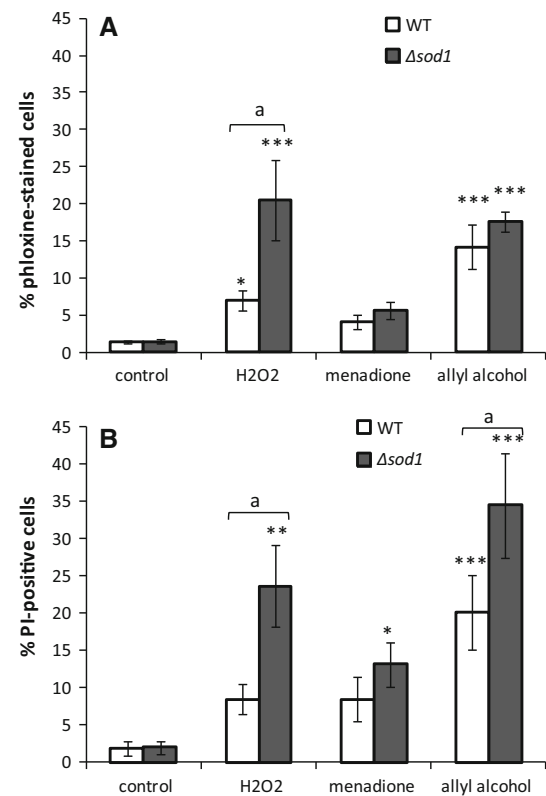 A
WT
Δsod1
% phloxine-stained cells
45
40
35
30
25
20
15
10
5
0
a
*
***
***
***
control H2O2 menadione allyl alcohol
B
WT
Δsod1
% PI-positive cells
45
40
35
30
25
20
15
10
5
0
a
**
*
***
a
***
control H2O2 menadione allyl alcohol